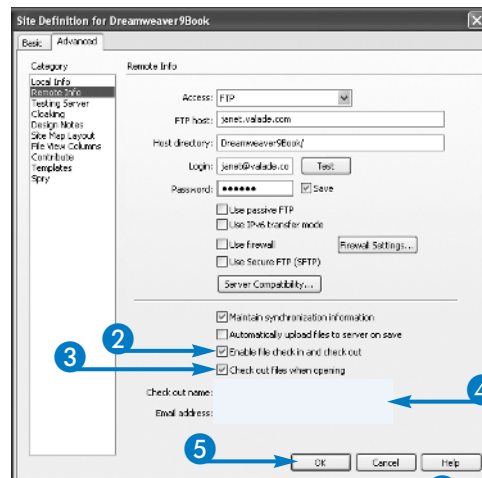 Site Definition for Dreamweaver9Book
Basic Advanced
Category
Remote Info
Local Info
Remote Info
Testing Server
Cloaking
Design Notes
Site Map Layout
File View Columns
Contribute
Templates
Spry
Access: FTP
FTP host: janet.valade.com
Host directory: Dreamweaver9Book/
Login: janet@valade.co Test
Password: ●●●●●● Save
Use passive FTP
Use IPv6 transfer mode
Use firewall Firewall Settings...
Use Secure FTP (SFTP)
Server Compatibility...
Maintain synchronization information
Automatically upload files to server on save
2 Enable file check in and check out
3 Check out files when opening
Check out name: 4
Email address:
5 OK Cancel Help